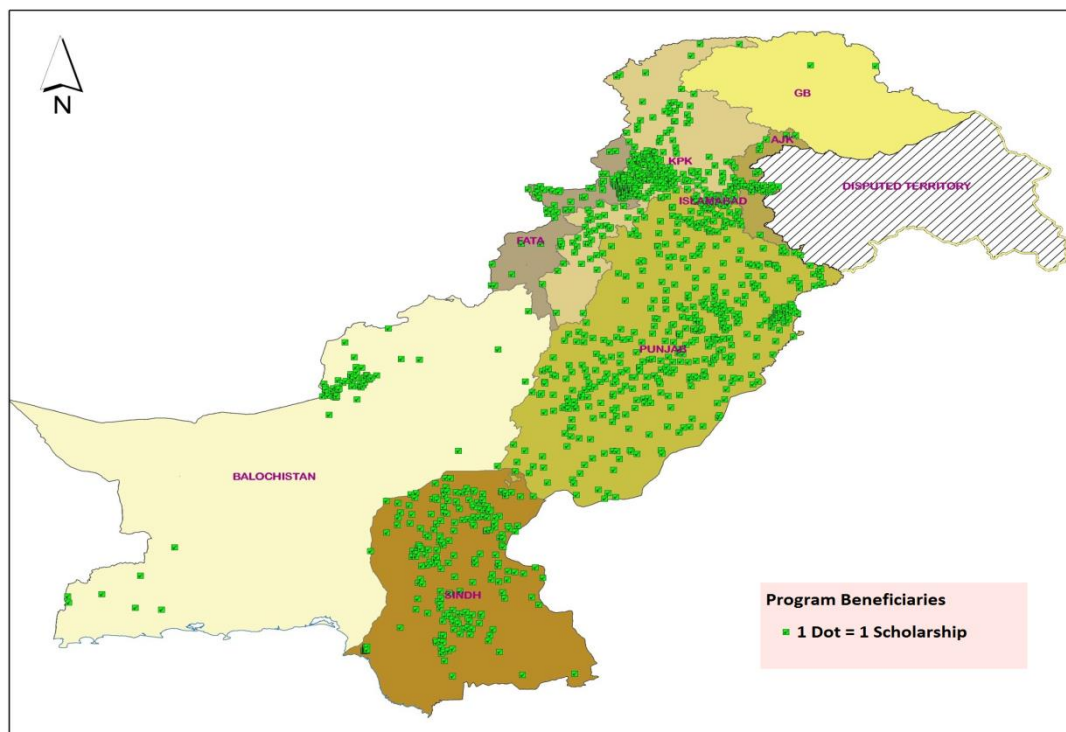 N
GB
AJK
KPK
DISPUTED TERRITORY
ISLAMABAD
FATA
PUNJAB
BALOCHISTAN
SINDH
Program Beneficiaries
1 Dot = 1 Scholarship